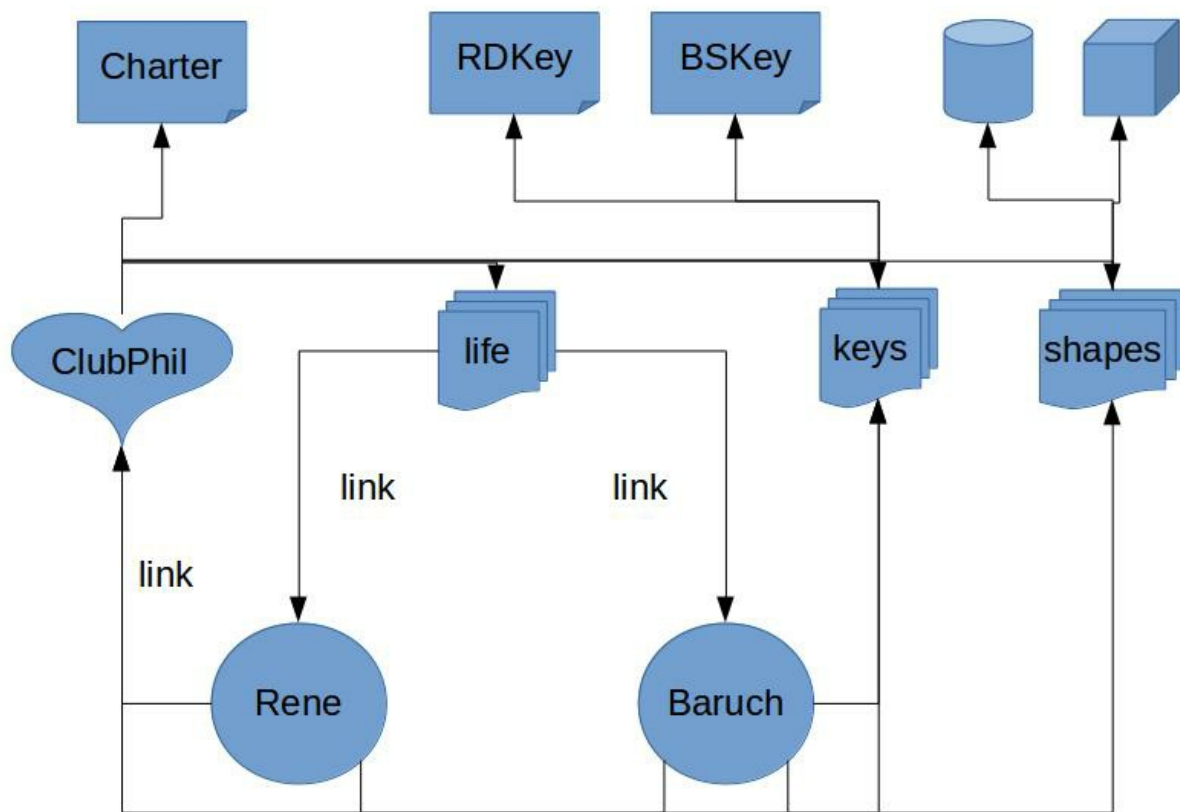 Charter
RDKey
BSKey
ClubPhil
life
keys
shapes
link
link
link
Rene
Baruch